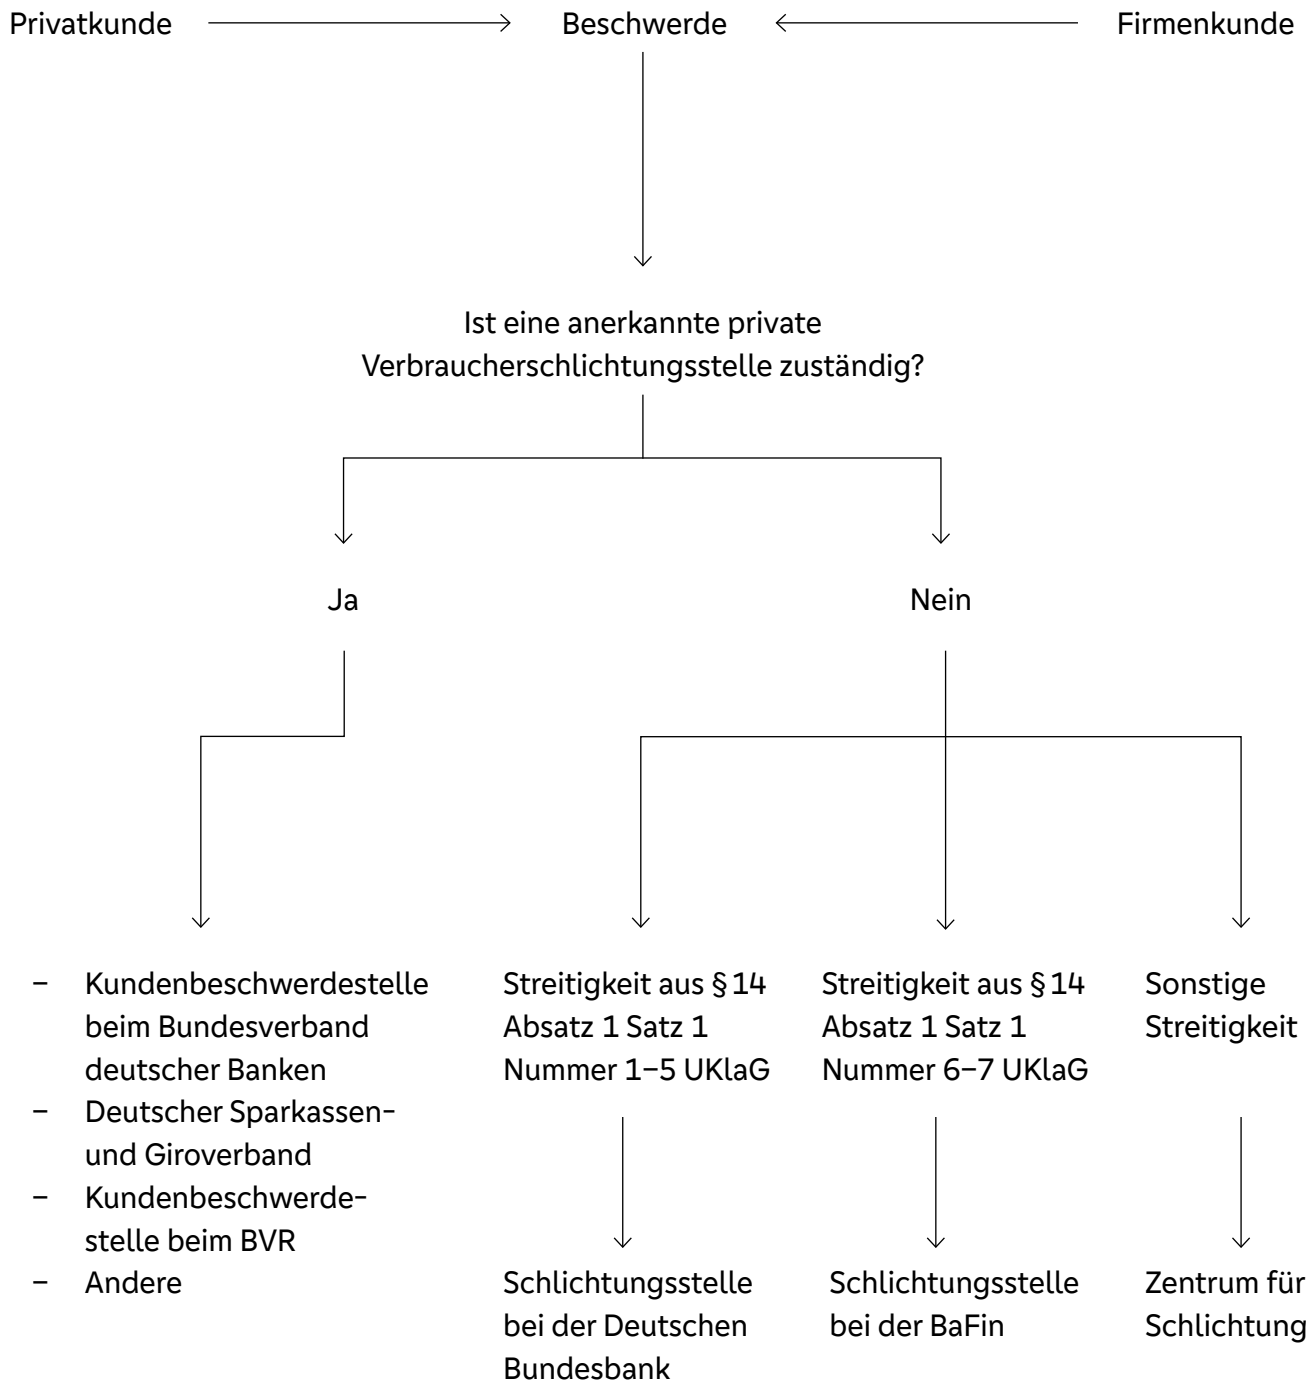 Privatkunde
Beschwerde
Firmenkunde
Ist eine anerkannte private
Verbraucherschlichtungsstelle zuständig?
Ja
Nein
– Kundenbeschwerdestelle
beim Bundesverband
deutscher Banken
– Deutscher Sparkassen-
und Giroverband
– Kundenbeschwerde-
stelle beim BVR
– Andere
Streitigkeit aus § 14
Absatz 1 Satz 1
Nummer 1–5 UKlaG
Streitigkeit aus § 14
Absatz 1 Satz 1
Nummer 6–7 UKlaG
Sonstige
Streitigkeit
Schlichtungsstelle
bei der Deutschen
Bundesbank
Schlichtungsstelle
bei der BaFin
Zentrum für
Schlichtung